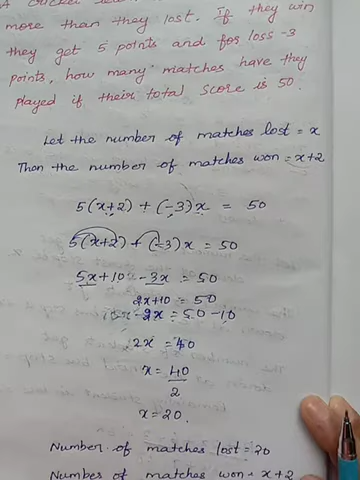 A cricket
more than they lost. If they win
they get 5 points and for loss -3
points, how many matches have they
played if their total score is 50.
Let the number of matches lost = x
Then the number of matches won = x+2
5(x+2) + (-3)x = 50
5(x+2) + (-3)x = 50
5x+10 -3x = 50
2x+10 = 50
2x = 50 -10
2x = 40
x = 40
2
x = 20.
Number of matches lost = 20
Number of matches won = x+2